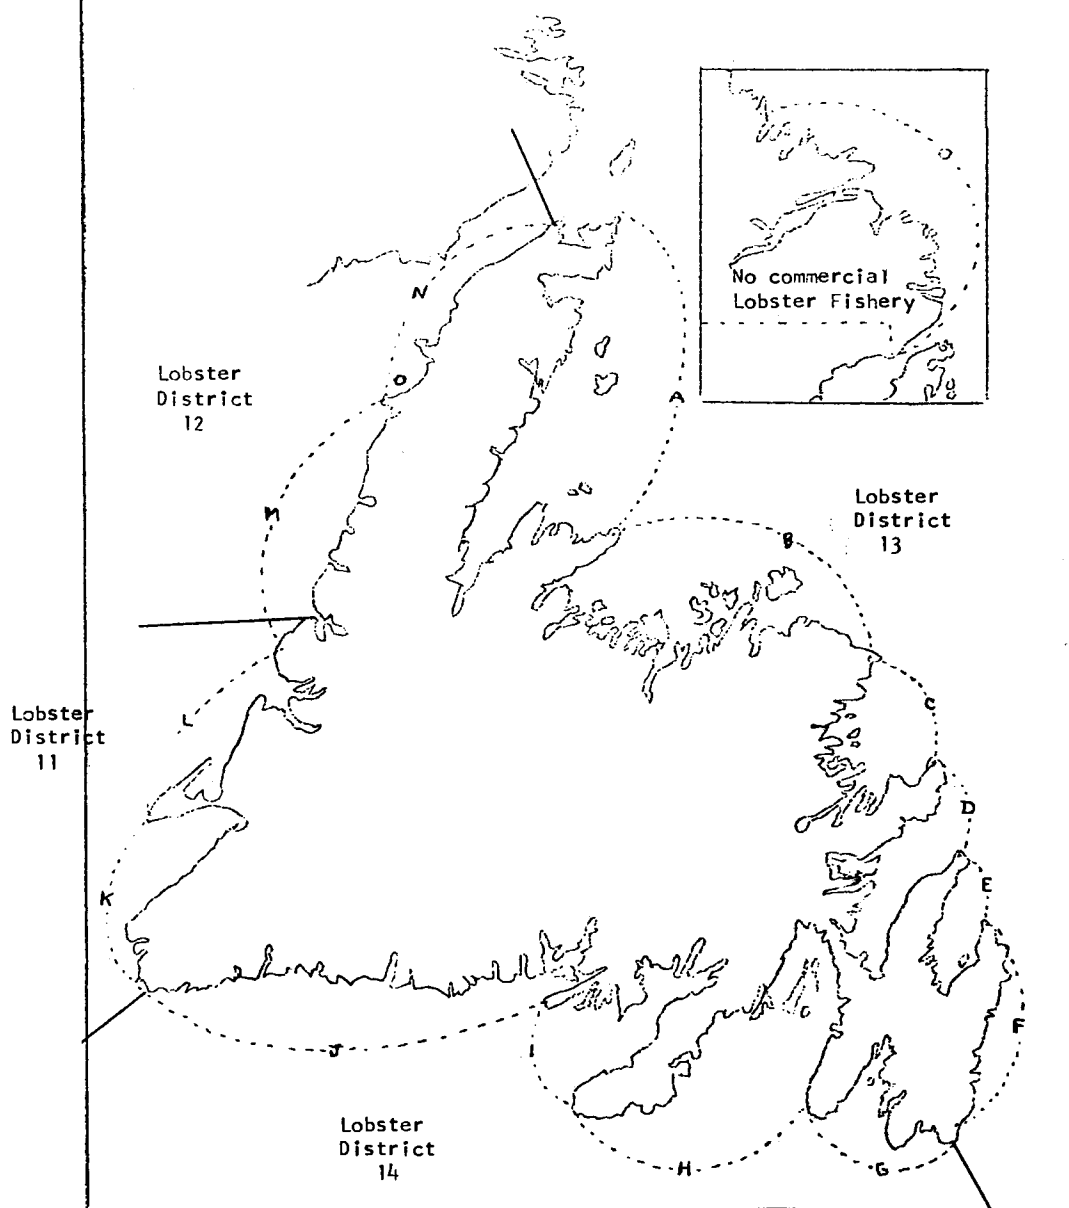 O
No commercial
Lobster Fishery
N
Lobster
District
12
O
A
M
Lobster
District
13
B
L
Lobster
District
11
C
D
K
E
F
J
I
Lobster
District
14
H
G